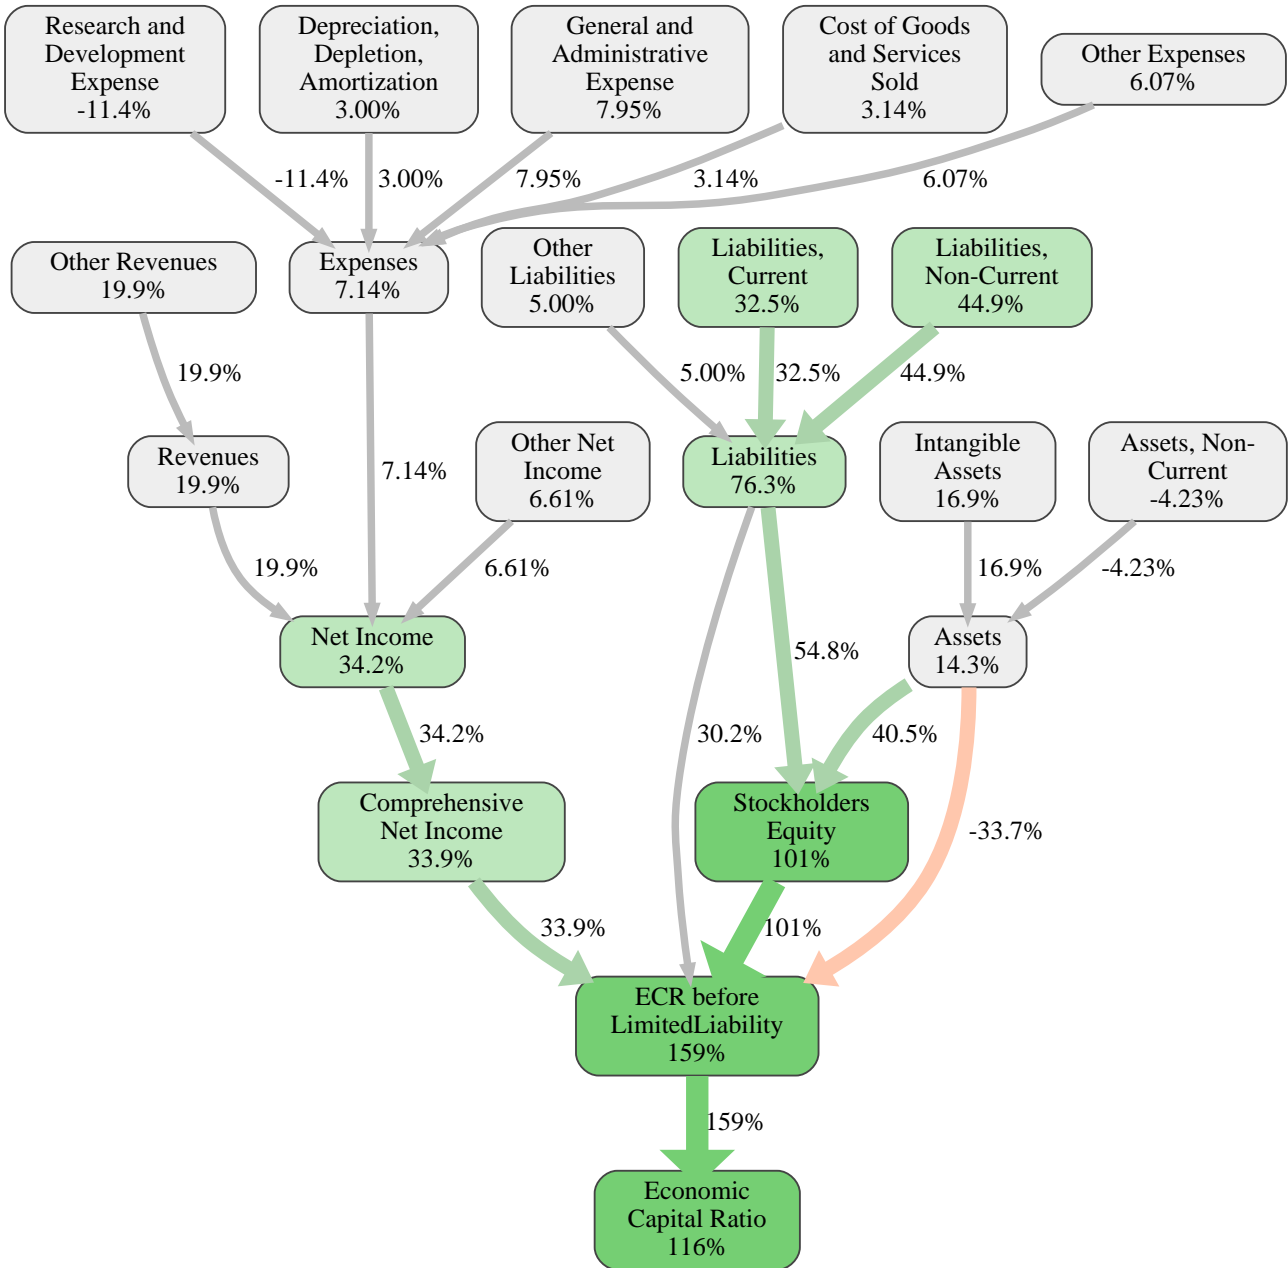 Research and
Development
Expense
-11.4%
Depreciation,
Depletion,
Amortization
3.00%
General and
Administrative
Expense
7.95%
Cost of Goods
and Services
Sold
3.14%
Other Expenses
6.07%
-11.4%
3.00%
7.95%
3.14%
6.07%
Other Revenues
19.9%
Expenses
7.14%
Other
Liabilities
5.00%
Liabilities,
Current
32.5%
Liabilities,
Non-Current
44.9%
19.9%
5.00%
32.5%
44.9%
Revenues
19.9%
7.14%
Other Net
Income
6.61%
Liabilities
76.3%
Intangible
Assets
16.9%
Assets, Non-
Current
-4.23%
19.9%
6.61%
16.9%
-4.23%
Net Income
34.2%
54.8%
Assets
14.3%
34.2%
30.2%
40.5%
Comprehensive
Net Income
33.9%
Stockholders
Equity
101%
-33.7%
33.9%
101%
ECR before
LimitedLiability
159%
159%
Economic
Capital Ratio
116%